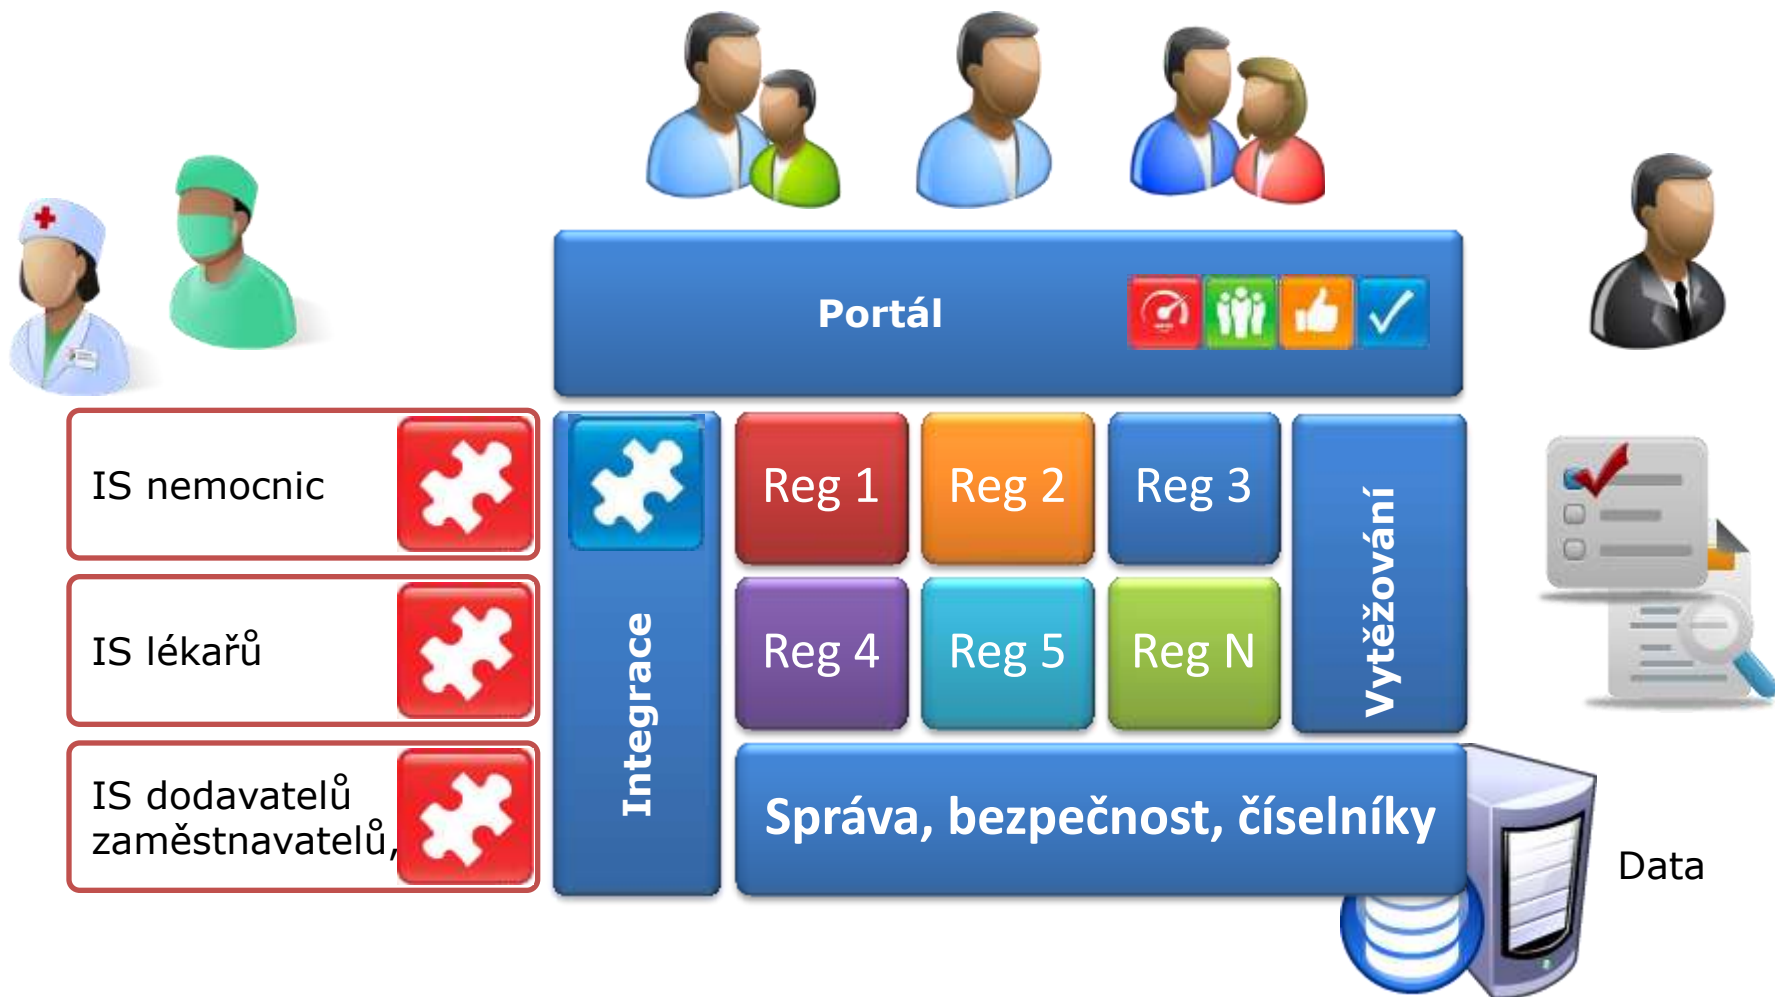 Portál
IS nemocnic
IS lékařů
IS dodavatelů
zaměstnavatelů,
Integrace
Reg 1
Reg 2
Reg 3
Reg 4
Reg 5
Reg N
Vytěžování
Správa, bezpečnost, číselníky
Data